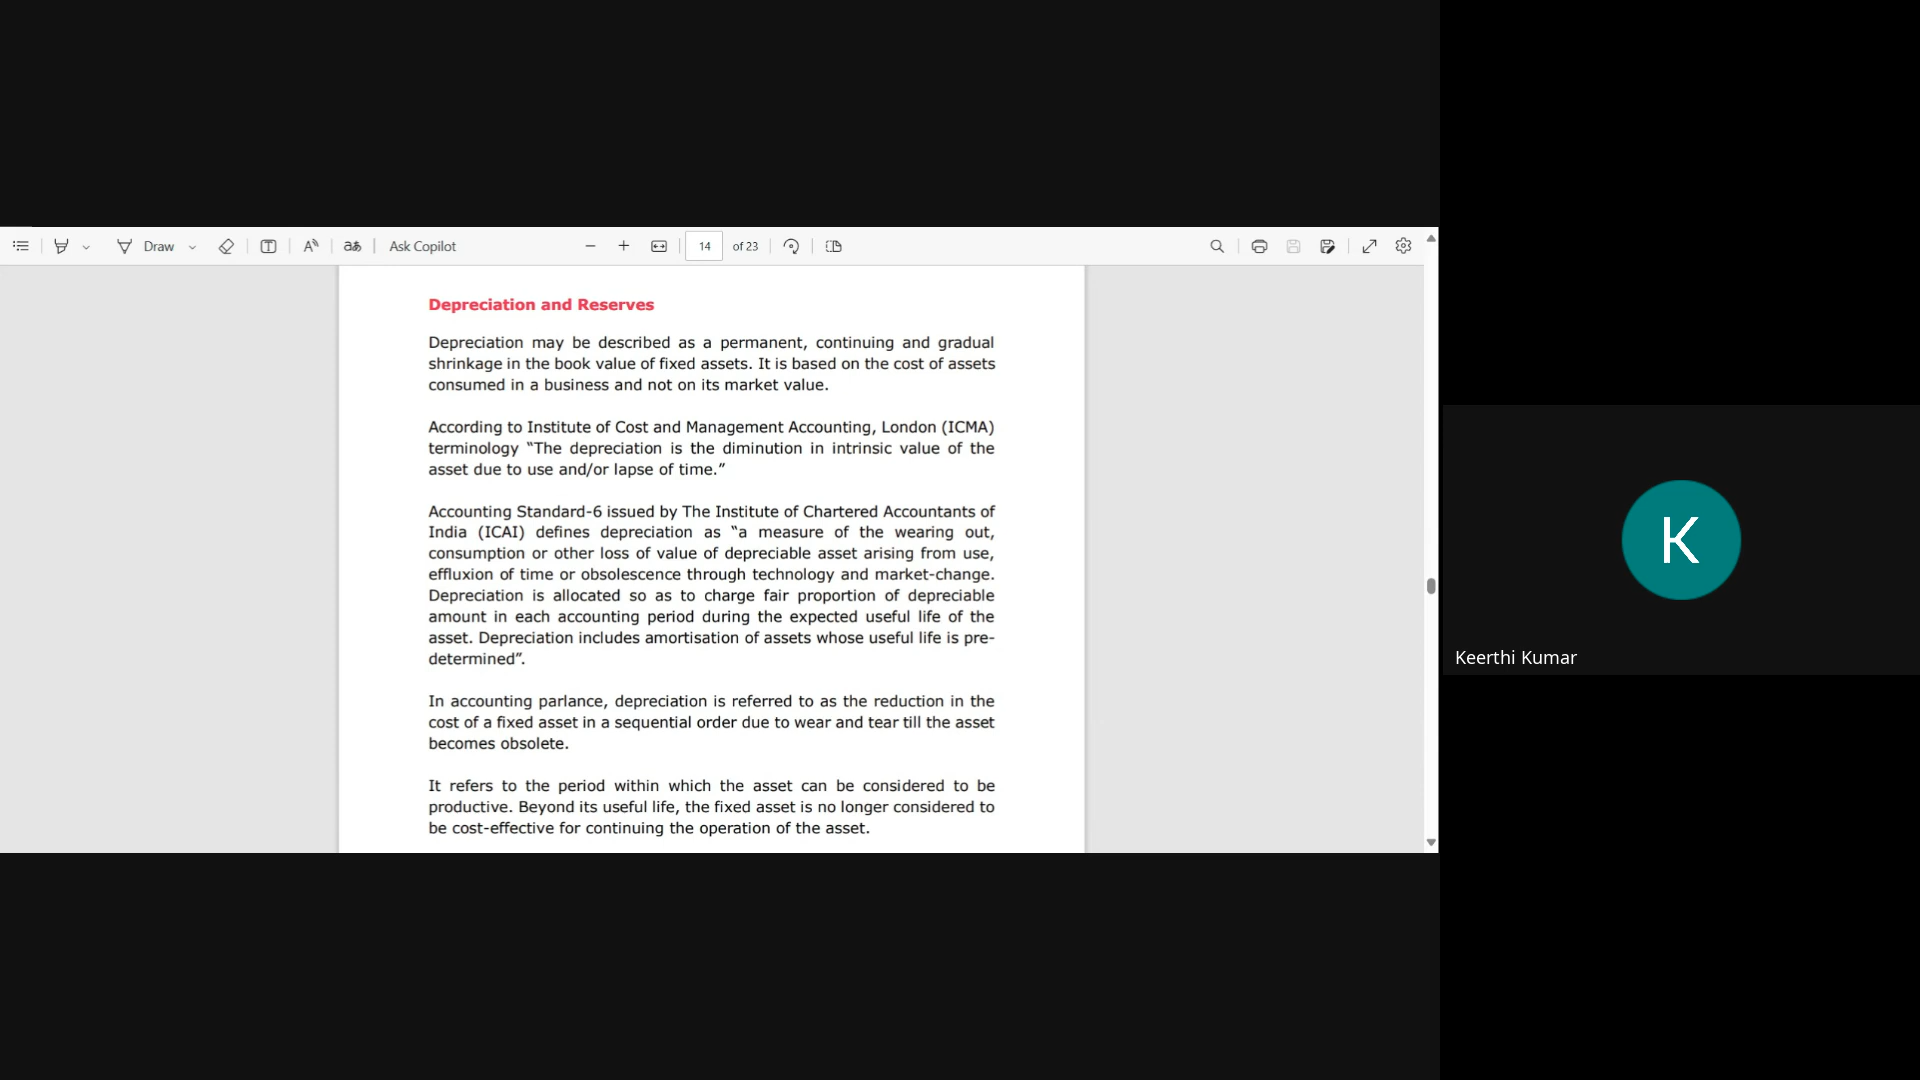 Draw
Ask Copilot
14 of 23
Depreciation and Reserves
Depreciation may be described as a permanent, continuing and gradual
shrinkage in the book value of fixed assets. It is based on the cost of assets
consumed in a business and not on its market value.
According to Institute of Cost and Management Accounting, London (ICMA)
terminology “The depreciation is the diminution in intrinsic value of the
asset due to use and/or lapse of time.”
Accounting Standard-6 issued by The Institute of Chartered Accountants of
India (ICAI) defines depreciation as “a measure of the wearing out,
consumption or other loss of value of depreciable asset arising from use,
effluxion of time or obsolescence through technology and market-change.
Depreciation is allocated so as to charge fair proportion of depreciable
amount in each accounting period during the expected useful life of the
asset. Depreciation includes amortisation of assets whose useful life is pre-
determined”.
In accounting parlance, depreciation is referred to as the reduction in the
cost of a fixed asset in a sequential order due to wear and tear till the asset
becomes obsolete.
It refers to the period within which the asset can be considered to be
productive. Beyond its useful life, the fixed asset is no longer considered to
be cost-effective for continuing the operation of the asset.
K
Keerthi Kumar